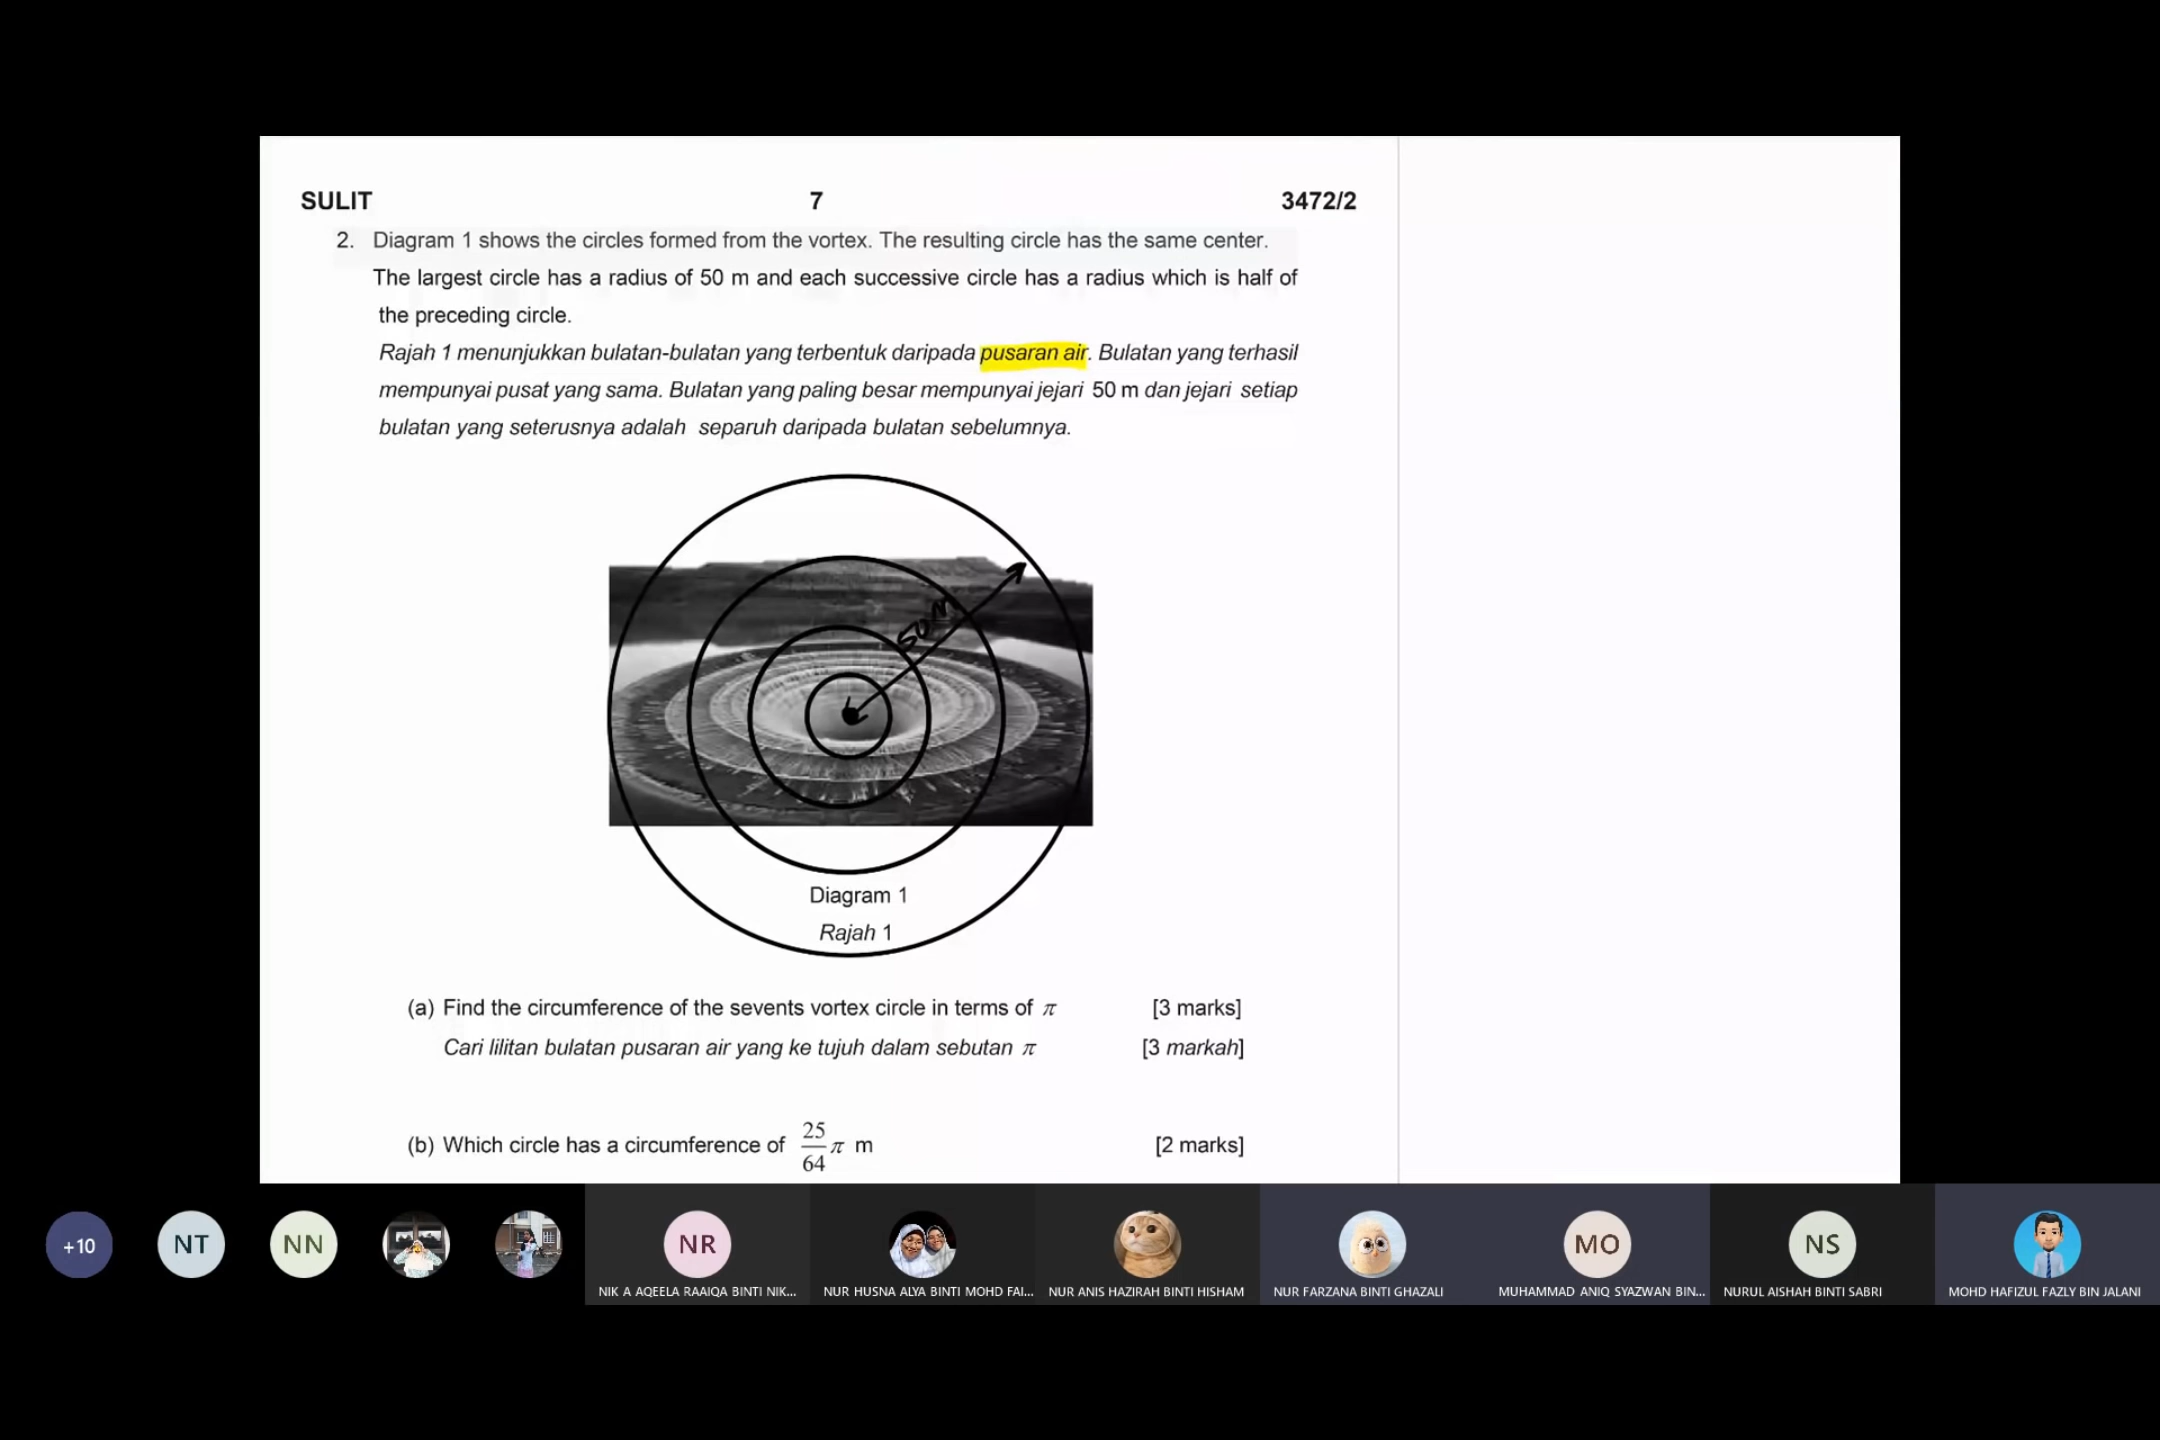 SULIT 7 3472/2
2. Diagram 1 shows the circles formed from the vortex. The resulting circle has the same center.
The largest circle has a radius of 50 m and each successive circle has a radius which is half of
the preceding circle.
Rajah 1 menunjukkan bulatan-bulatan yang terbentuk daripada pusaran air. Bulatan yang terhasil
mempunyai pusat yang sama. Bulatan yang paling besar mempunyai jejari 50 m dan jejari setiap
bulatan yang seterusnya adalah separuh daripada bulatan sebelumnya.
50m
Diagram 1
Rajah 1
(a) Find the circumference of the sevents vortex circle in terms of π [3 marks]
Cari lilitan bulatan pusaran air yang ke tujuh dalam sebutan π [3 markah]
(b) Which circle has a circumference of 25/64 π m [2 marks]
+10
NT
NN
NR
MO
NS
NIK A AQEELA RAAIQA BINTI NIK...
NUR HUSNA ALYA BINTI MOHD FAI...
NUR ANIS HAZIRAH BINTI HISHAM
NUR FARZANA BINTI GHAZALI
MUHAMMAD ANIQ SYAZWAN BIN...
NURUL AISHAH BINTI SABRI
MOHD HAFIZUL FAZLY BIN JALANI